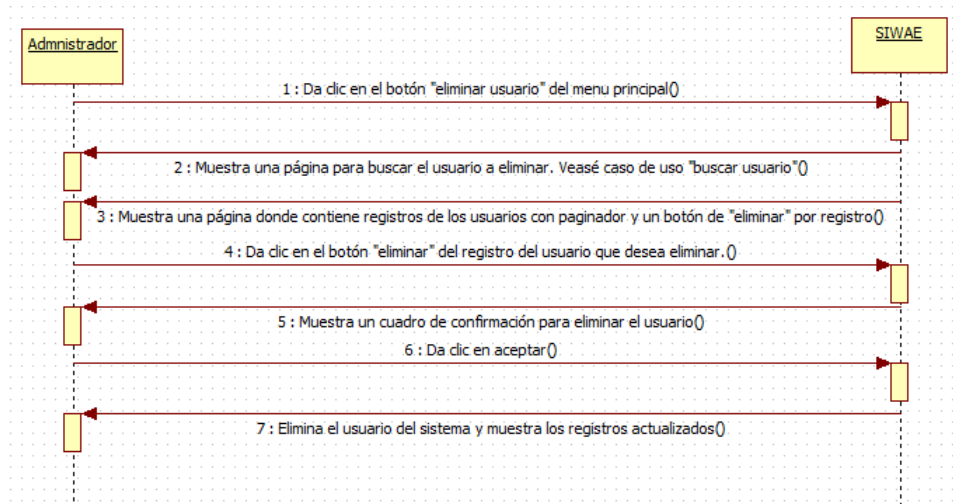 Admnistrador
SIWAE
1 : Da clic en el botón "eliminar usuario" del menu principal()
2 : Muestra una página para buscar el usuario a eliminar. Veasé caso de uso "buscar usuario"()
3 : Muestra una página donde contiene registros de los usuarios con paginador y un botón de "eliminar" por registro()
4 : Da clic en el botón "eliminar" del registro del usuario que desea eliminar.()
5 : Muestra un cuadro de confirmación para eliminar el usuario()
6 : Da clic en aceptar()
7 : Elimina el usuario del sistema y muestra los registros actualizados()